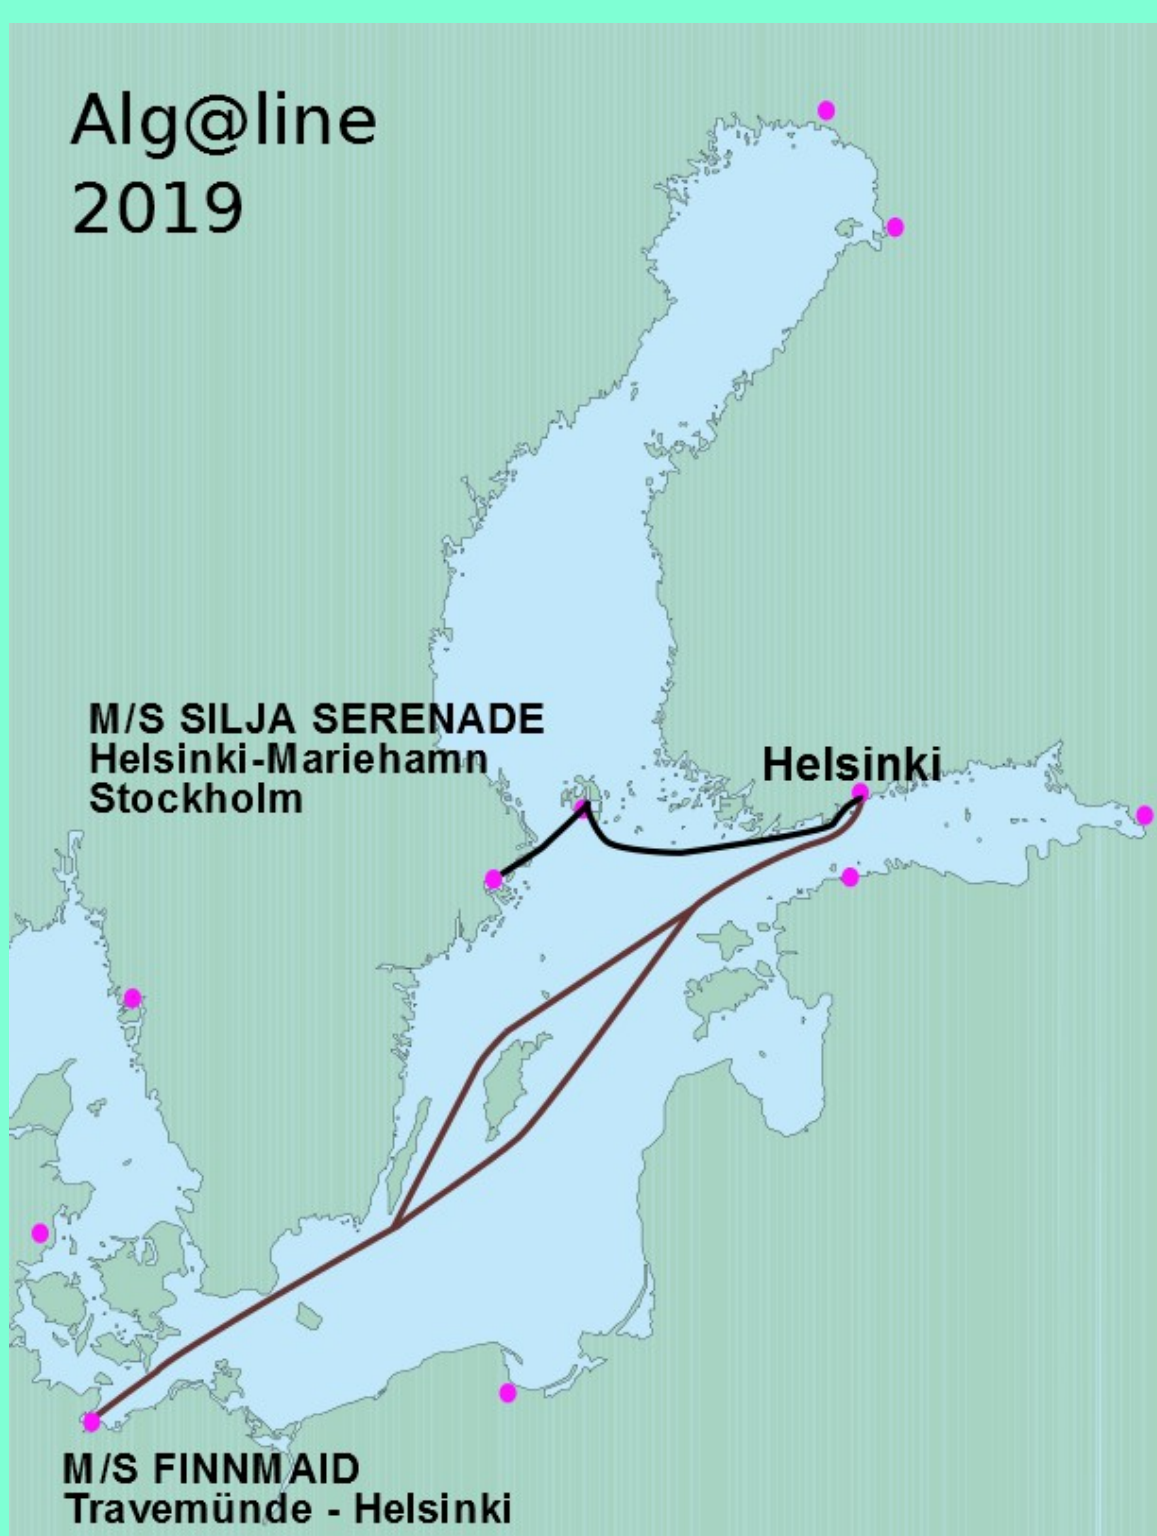 Alg@line
2019
M/S SILJA SERENADE
Helsinki-Mariehamn
Stockholm
Helsinki
M/S FINNMAID
Travemünde - Helsinki